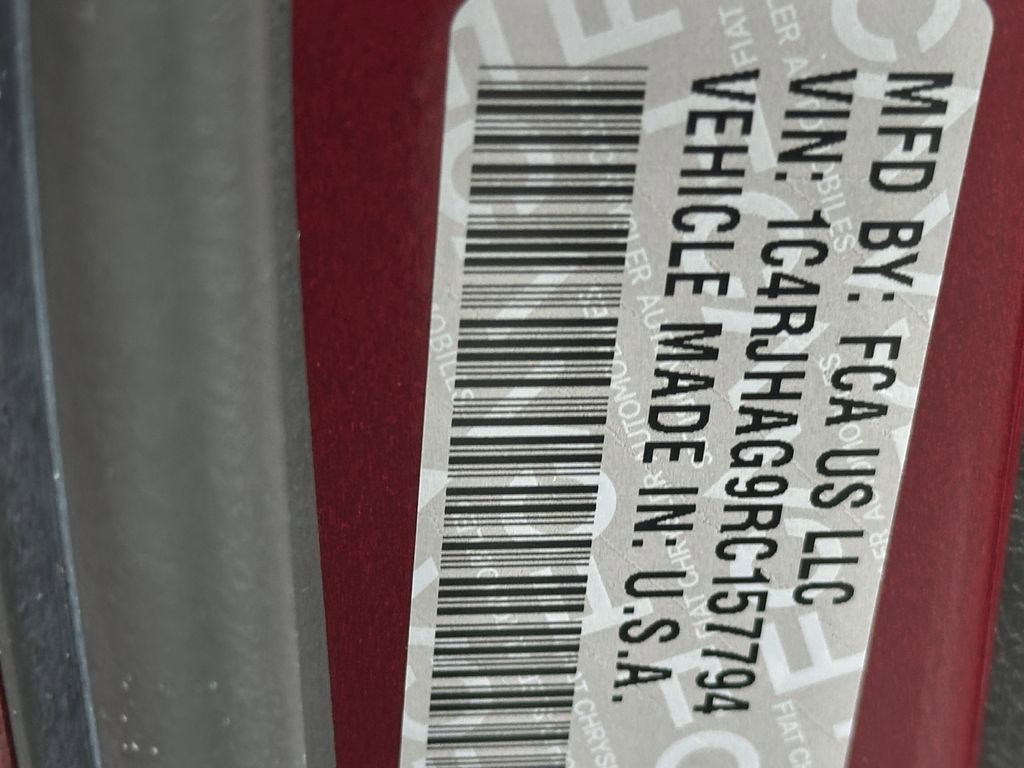 MFD BY: FCA US LLC
VIN: 1C4RJHAG9RC157794
VEHICLE MADE IN: U.S.A.